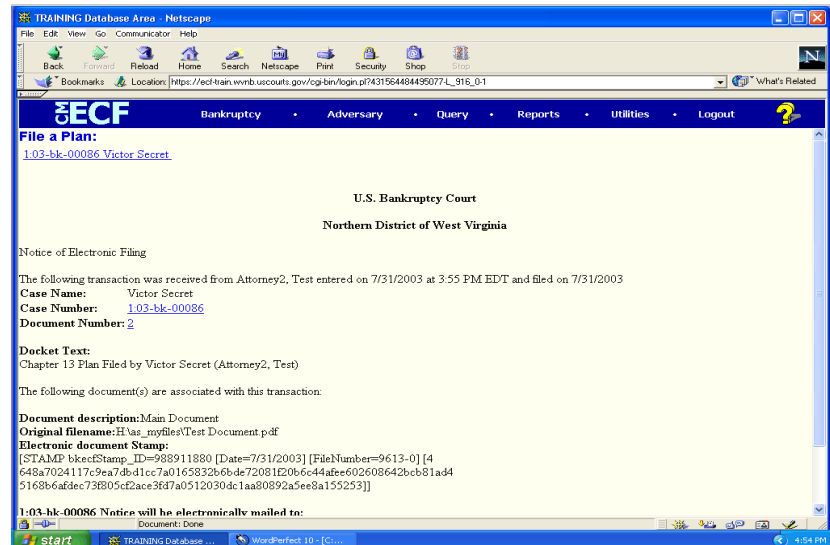 TRAINING Database Area - Netscape
File Edit View Go Communicator Help
Back Forward Reload Home Search Netscape Print Security Shop Stop
Bookmarks Location: https://ecf-train.wvnb.uscourts.gov/cgi-bin/login.pl?431564484495077-L_916_0-1 What's Related
CM ECF Bankruptcy • Adversary • Query • Reports • Utilities • Logout ?
File a Plan:
1:03-bk-00086 Victor Secret
U.S. Bankruptcy Court
Northern District of West Virginia
Notice of Electronic Filing
The following transaction was received from Attorney2, Test entered on 7/31/2003 at 3:55 PM EDT and filed on 7/31/2003
Case Name: Victor Secret
Case Number: 1:03-bk-00086
Document Number: 2
Docket Text:
Chapter 13 Plan Filed by Victor Secret (Attorney2, Test)
The following document(s) are associated with this transaction:
Document description:Main Document
Original filename:H:\as_myfiles\Test Document.pdf
Electronic document Stamp:
[STAMP bkecfStamp_ID=988911880 [Date=7/31/2003] [FileNumber=9613-0] [4
648a7024117c9ea7dbd1cc7a0165832b6bde72081f20b6c44afee602608642bcb81ad4
5168b6afdec73f805cf2ace3fd7a0512030dc1aa80892a5ee8a155253]]
1:03-bk-00086 Notice will be electronically mailed to:
Document: Done
start TRAINING Database ... WordPerfect 10 - [C:... 4:54 PM